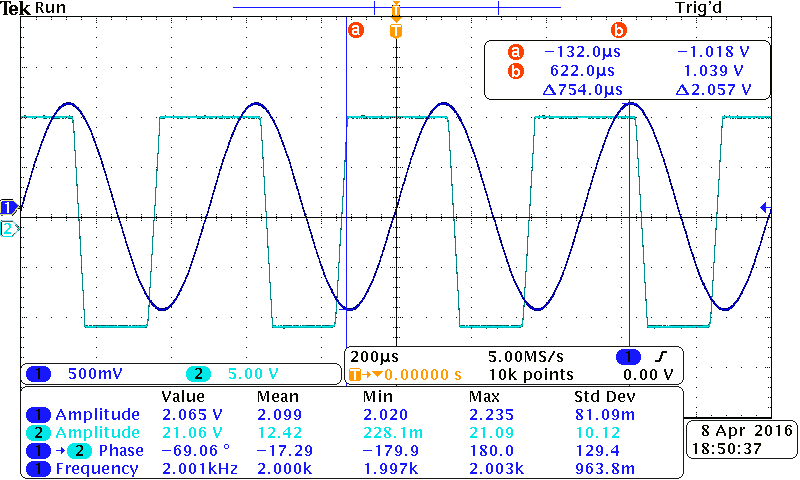 Tek Run Trig'd
T
a b
T
a −132.0µs −1.018 V
b 622.0µs 1.039 V
Δ754.0µs Δ2.057 V
1
2
1 500mV 2 5.00 V
200µs 5.00MS/s 1 ʃ
T→▼0.00000 s 10k points 0.00 V
Value Mean Min Max Std Dev
1 Amplitude 2.065 V 2.099 2.020 2.235 81.09m
2 Amplitude 21.06 V 12.42 228.1m 21.09 10.12
1 → 2 Phase −69.06 ° −17.29 −179.9 180.0 129.4
1 Frequency 2.001kHz 2.000k 1.997k 2.003k 963.8m
8 Apr 2016
18:50:37